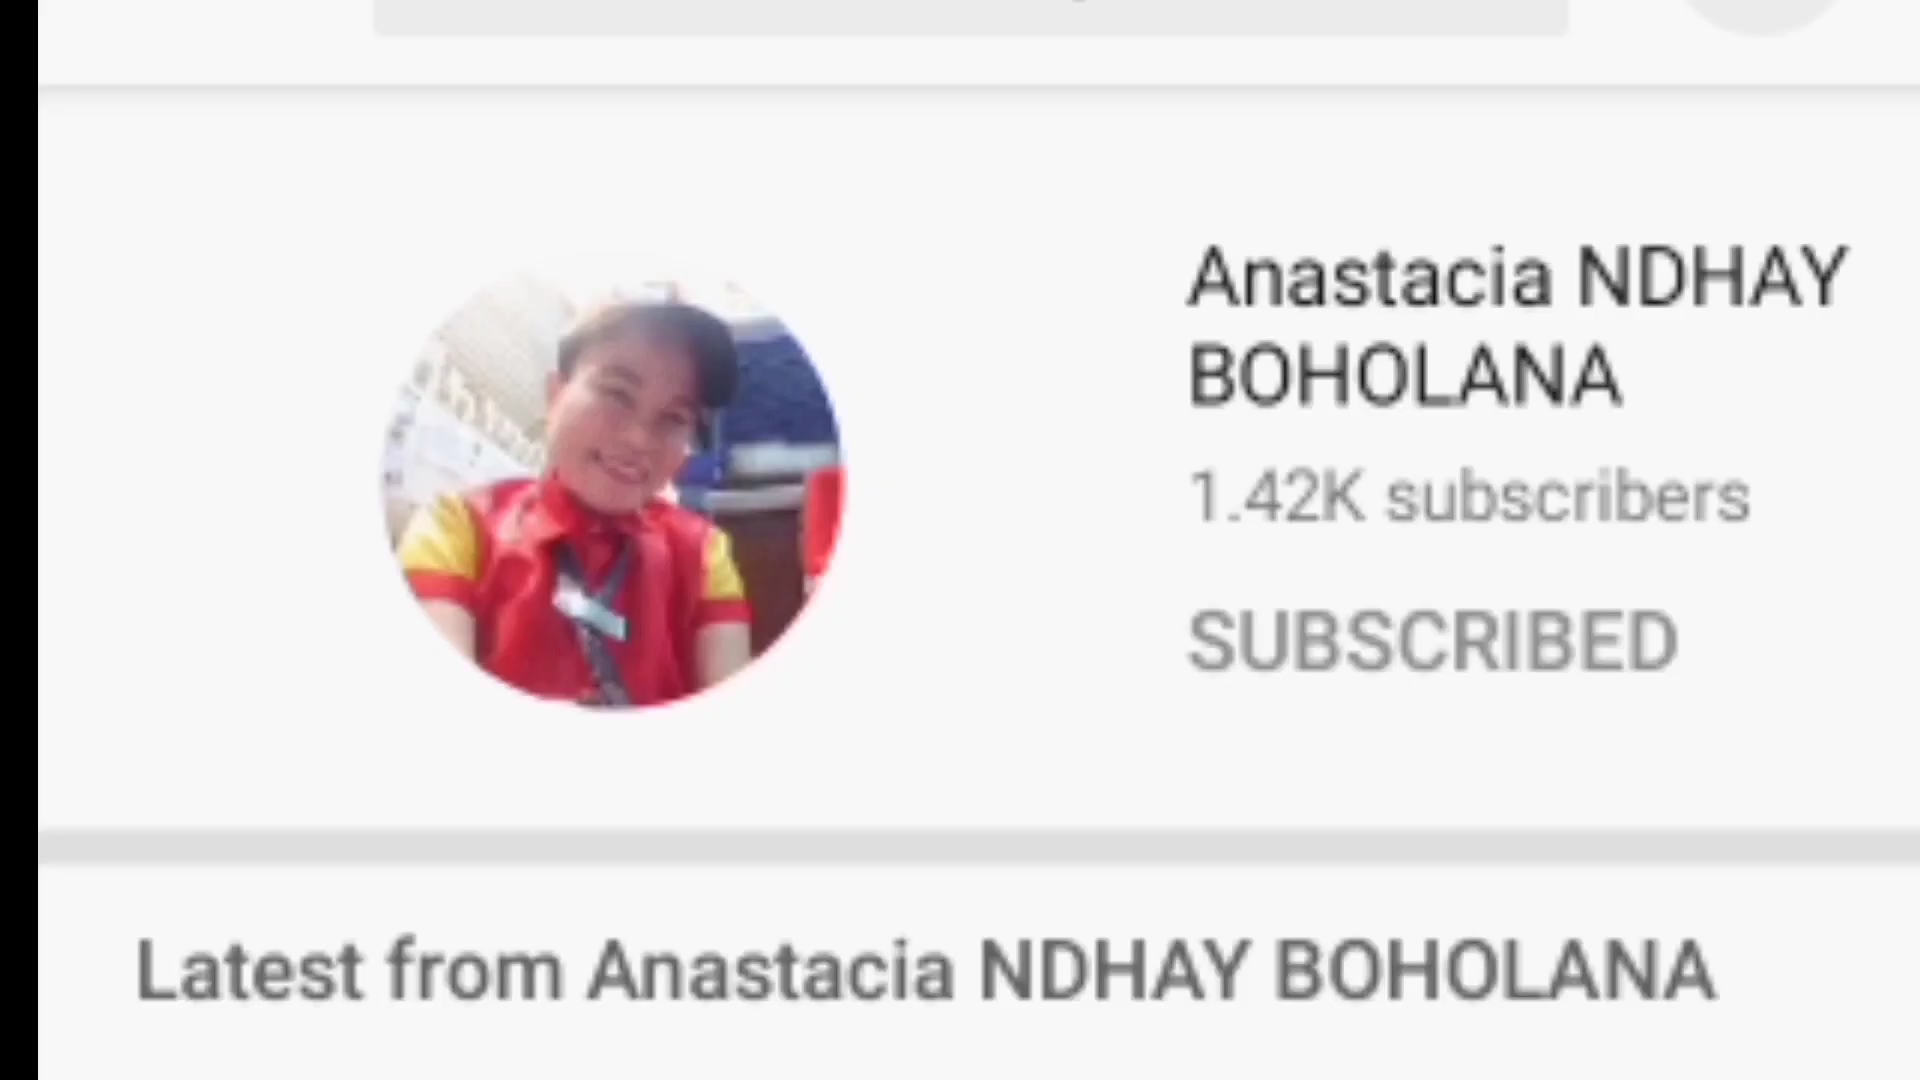 Anastacia NDHAY
BOHOLANA
1.42K subscribers
SUBSCRIBED
Latest from Anastacia NDHAY BOHOLANA